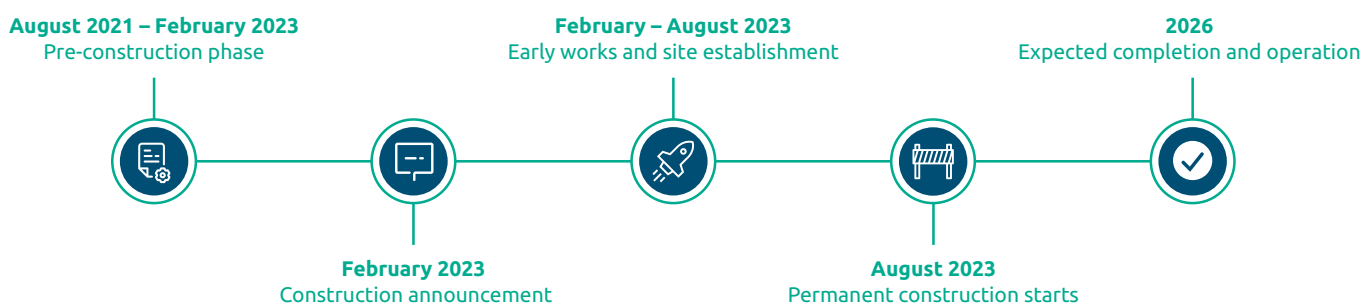 August 2021 – February 2023
Pre-construction phase
February 2023
Construction announcement
February – August 2023
Early works and site establishment
August 2023
Permanent construction starts
2026
Expected completion and operation